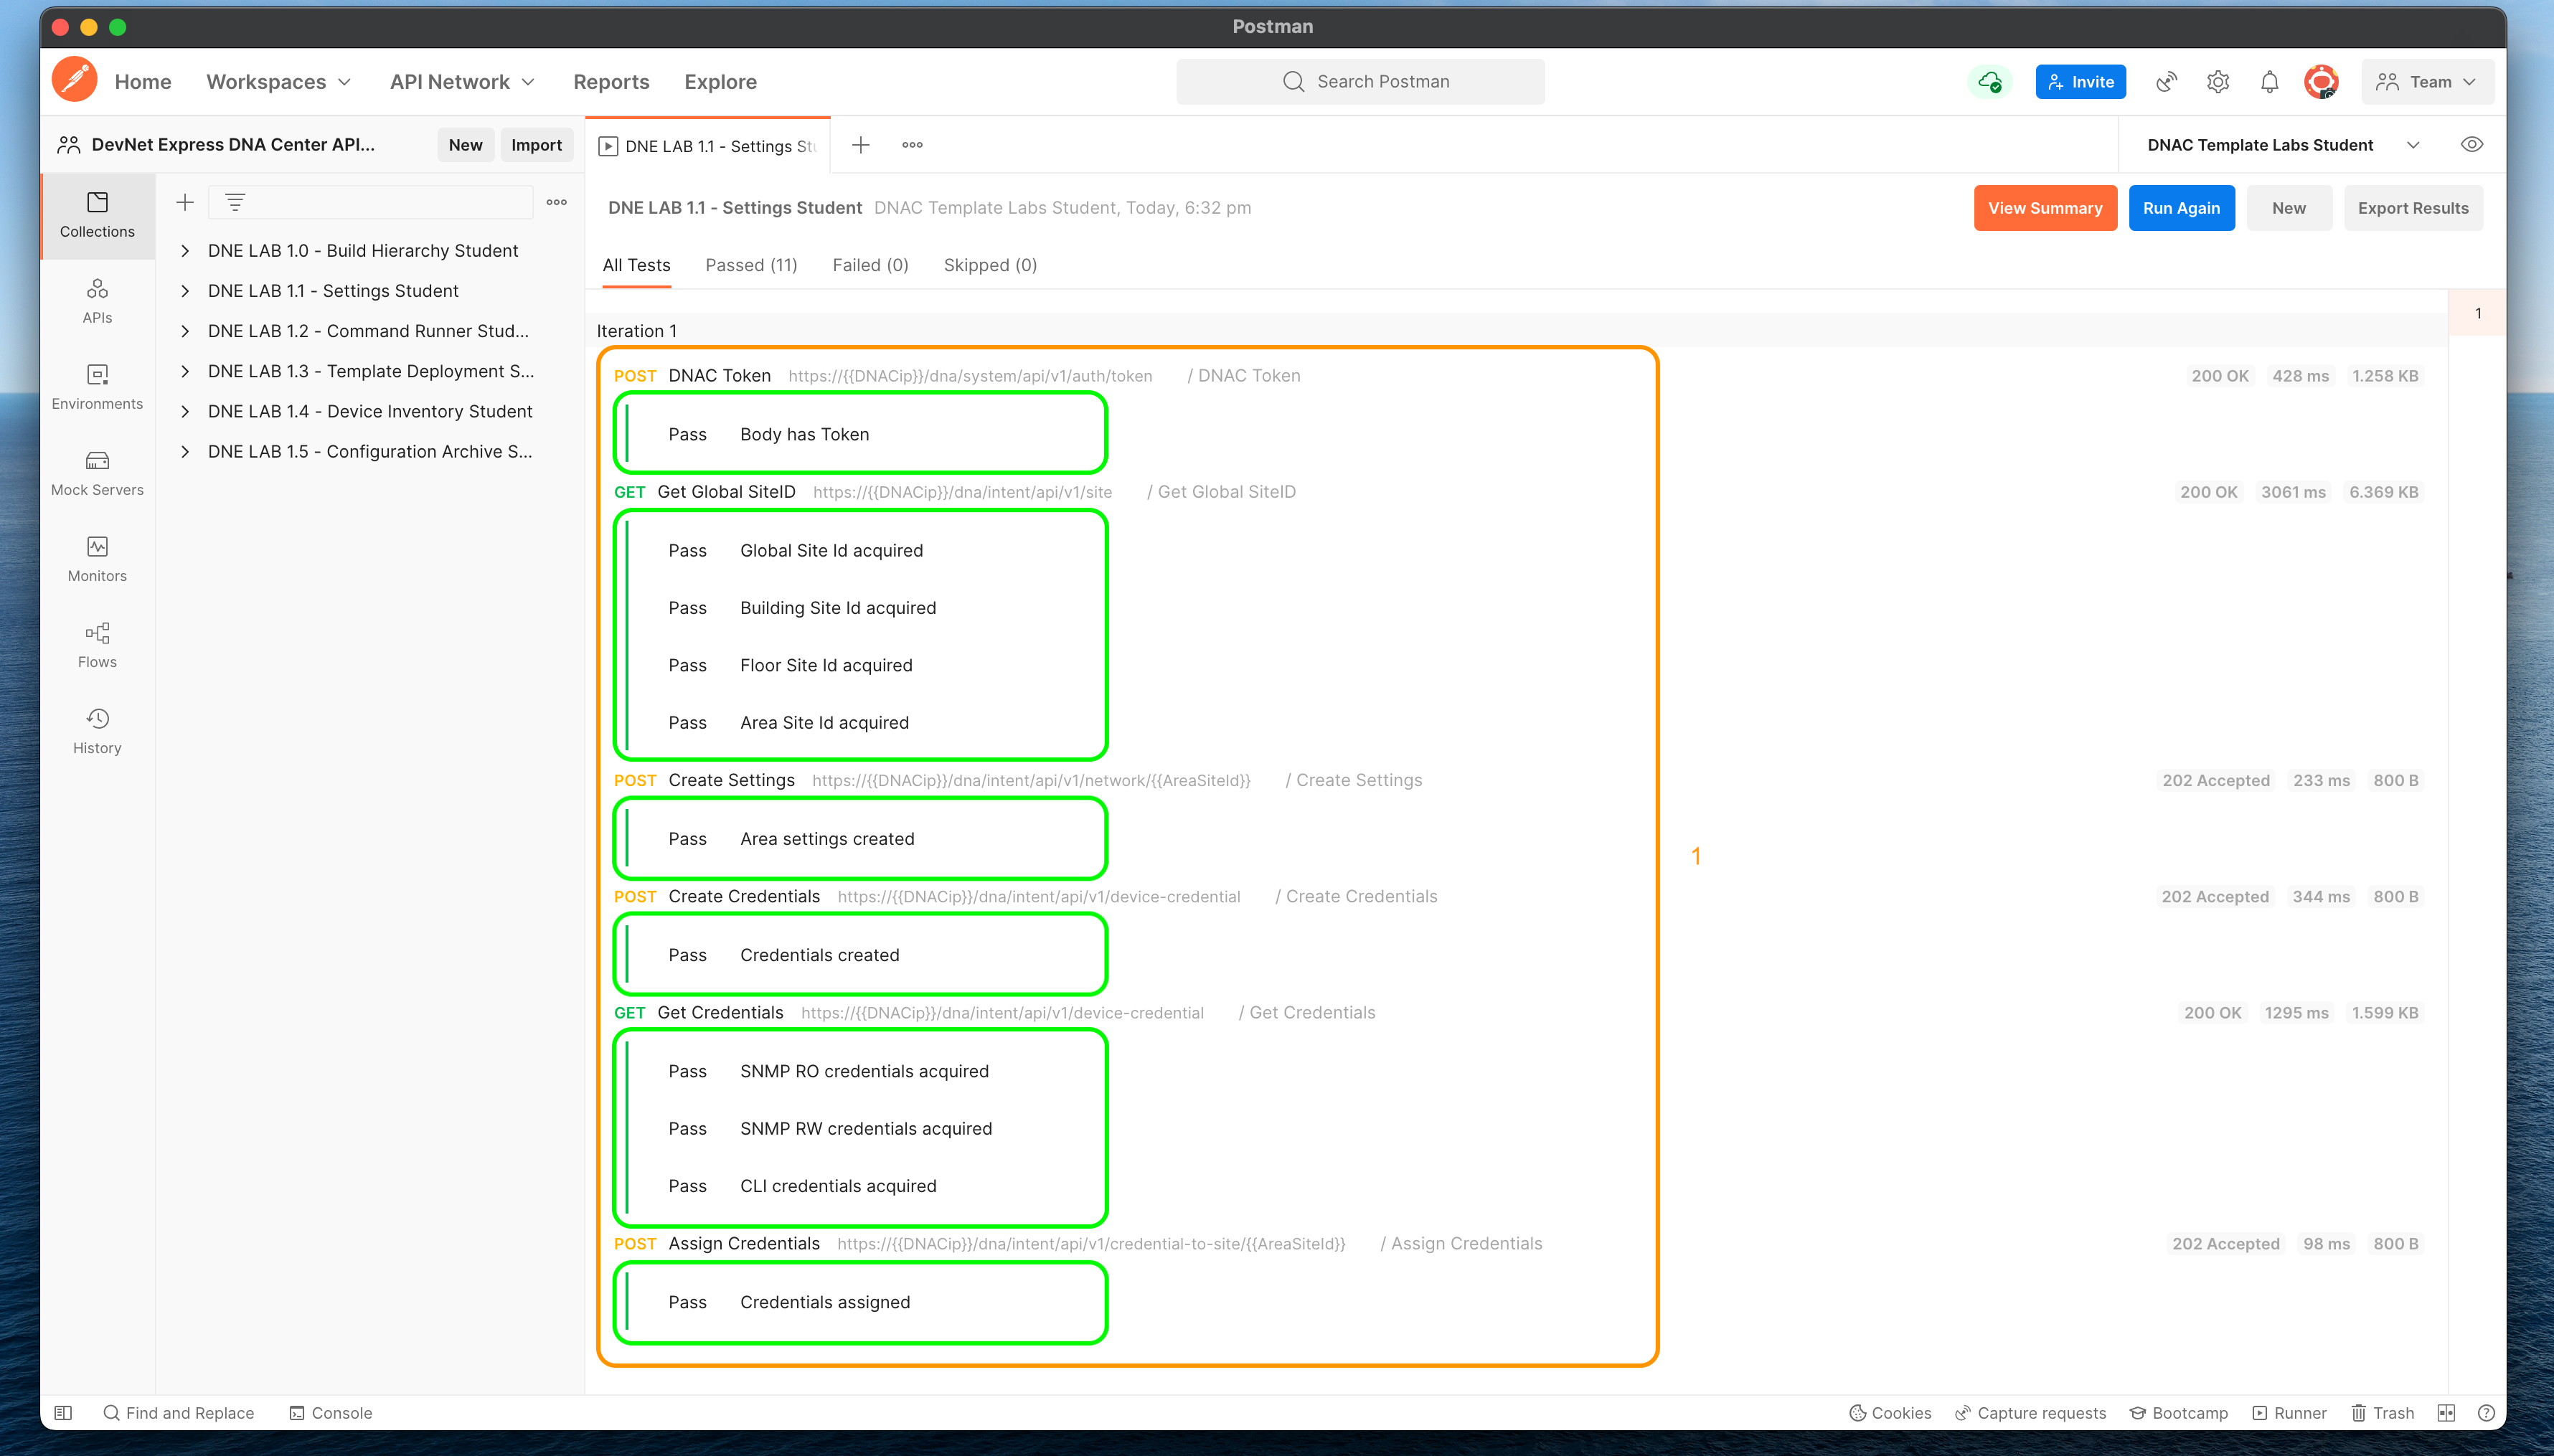 Postman
Home Workspaces API Network Reports Explore Search Postman Invite Team
DevNet Express DNA Center API... New Import DNE LAB 1.1 - Settings Stu DNAC Template Labs Student
Collections
APIs
Environments
Mock Servers
Monitors
Flows
History
DNE LAB 1.0 - Build Hierarchy Student
DNE LAB 1.1 - Settings Student
DNE LAB 1.2 - Command Runner Stud...
DNE LAB 1.3 - Template Deployment S...
DNE LAB 1.4 - Device Inventory Student
DNE LAB 1.5 - Configuration Archive S...
DNE LAB 1.1 - Settings Student DNAC Template Labs Student, Today, 6:32 pm View Summary Run Again New Export Results
All Tests Passed (11) Failed (0) Skipped (0)
1
Iteration 1
POST DNAC Token https://{{DNACip}}/dna/system/api/v1/auth/token / DNAC Token 200 OK 428 ms 1.258 KB
Pass Body has Token
GET Get Global SiteID https://{{DNACip}}/dna/intent/api/v1/site / Get Global SiteID 200 OK 3061 ms 6.369 KB
Pass Global Site Id acquired
Pass Building Site Id acquired
Pass Floor Site Id acquired
Pass Area Site Id acquired
POST Create Settings https://{{DNACip}}/dna/intent/api/v1/network/{{AreaSiteId}} / Create Settings 202 Accepted 233 ms 800 B
Pass Area settings created
1
POST Create Credentials https://{{DNACip}}/dna/intent/api/v1/device-credential / Create Credentials 202 Accepted 344 ms 800 B
Pass Credentials created
GET Get Credentials https://{{DNACip}}/dna/intent/api/v1/device-credential / Get Credentials 200 OK 1295 ms 1.599 KB
Pass SNMP RO credentials acquired
Pass SNMP RW credentials acquired
Pass CLI credentials acquired
POST Assign Credentials https://{{DNACip}}/dna/intent/api/v1/credential-to-site/{{AreaSiteId}} / Assign Credentials 202 Accepted 98 ms 800 B
Pass Credentials assigned
Find and Replace Console Cookies Capture requests Bootcamp Runner Trash